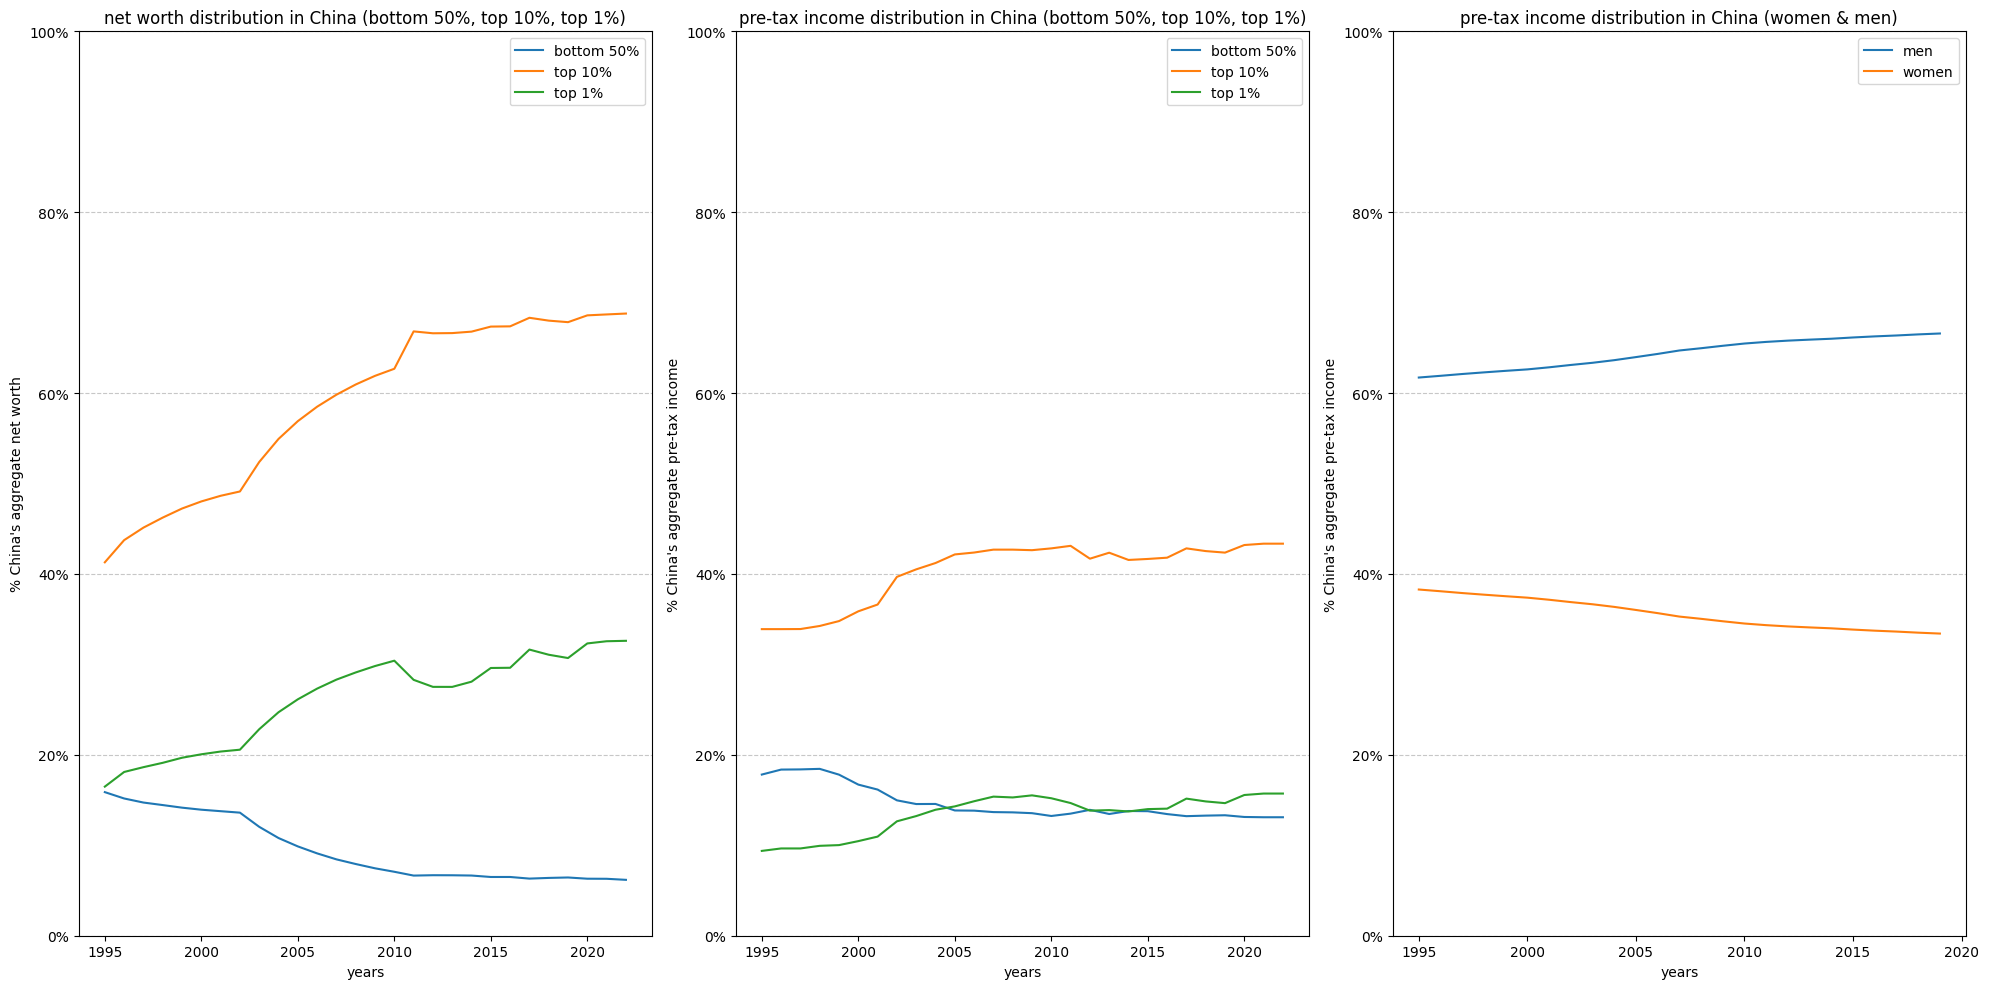 net worth distribution in China (bottom 50%, top 10%, top 1%)
100%
80%
60%
40%
20%
0%
% China's aggregate net worth
bottom 50%
top 10%
top 1%
1995
2000
2005
2010
2015
2020
years
pre-tax income distribution in China (bottom 50%, top 10%, top 1%)
100%
80%
60%
40%
20%
0%
% China's aggregate pre-tax income
bottom 50%
top 10%
top 1%
1995
2000
2005
2010
2015
2020
years
pre-tax income distribution in China (women & men)
100%
80%
60%
40%
20%
0%
% China's aggregate pre-tax income
men
women
1995
2000
2005
2010
2015
2020
years